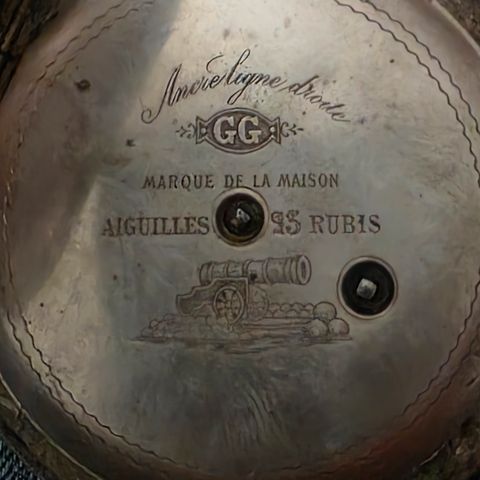 Ancre ligne droite
GG
MARQUE DE LA MAISON
AIGUILLES 15 RUBIS